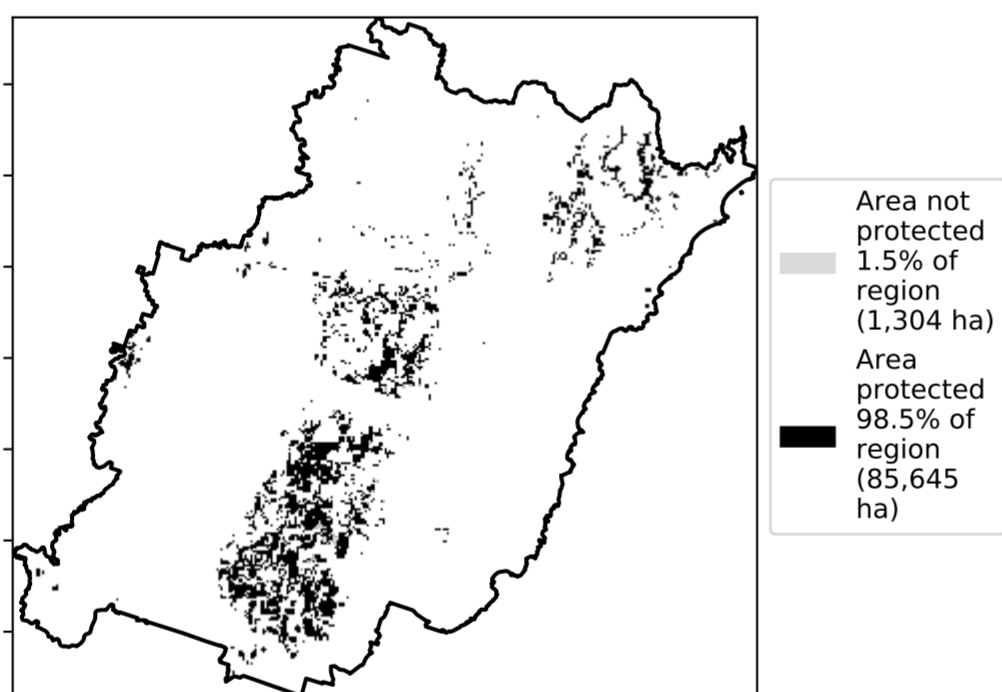 Area not
protected
1.5% of
region
(1,304 ha)
Area
protected
98.5% of
region
(85,645
ha)